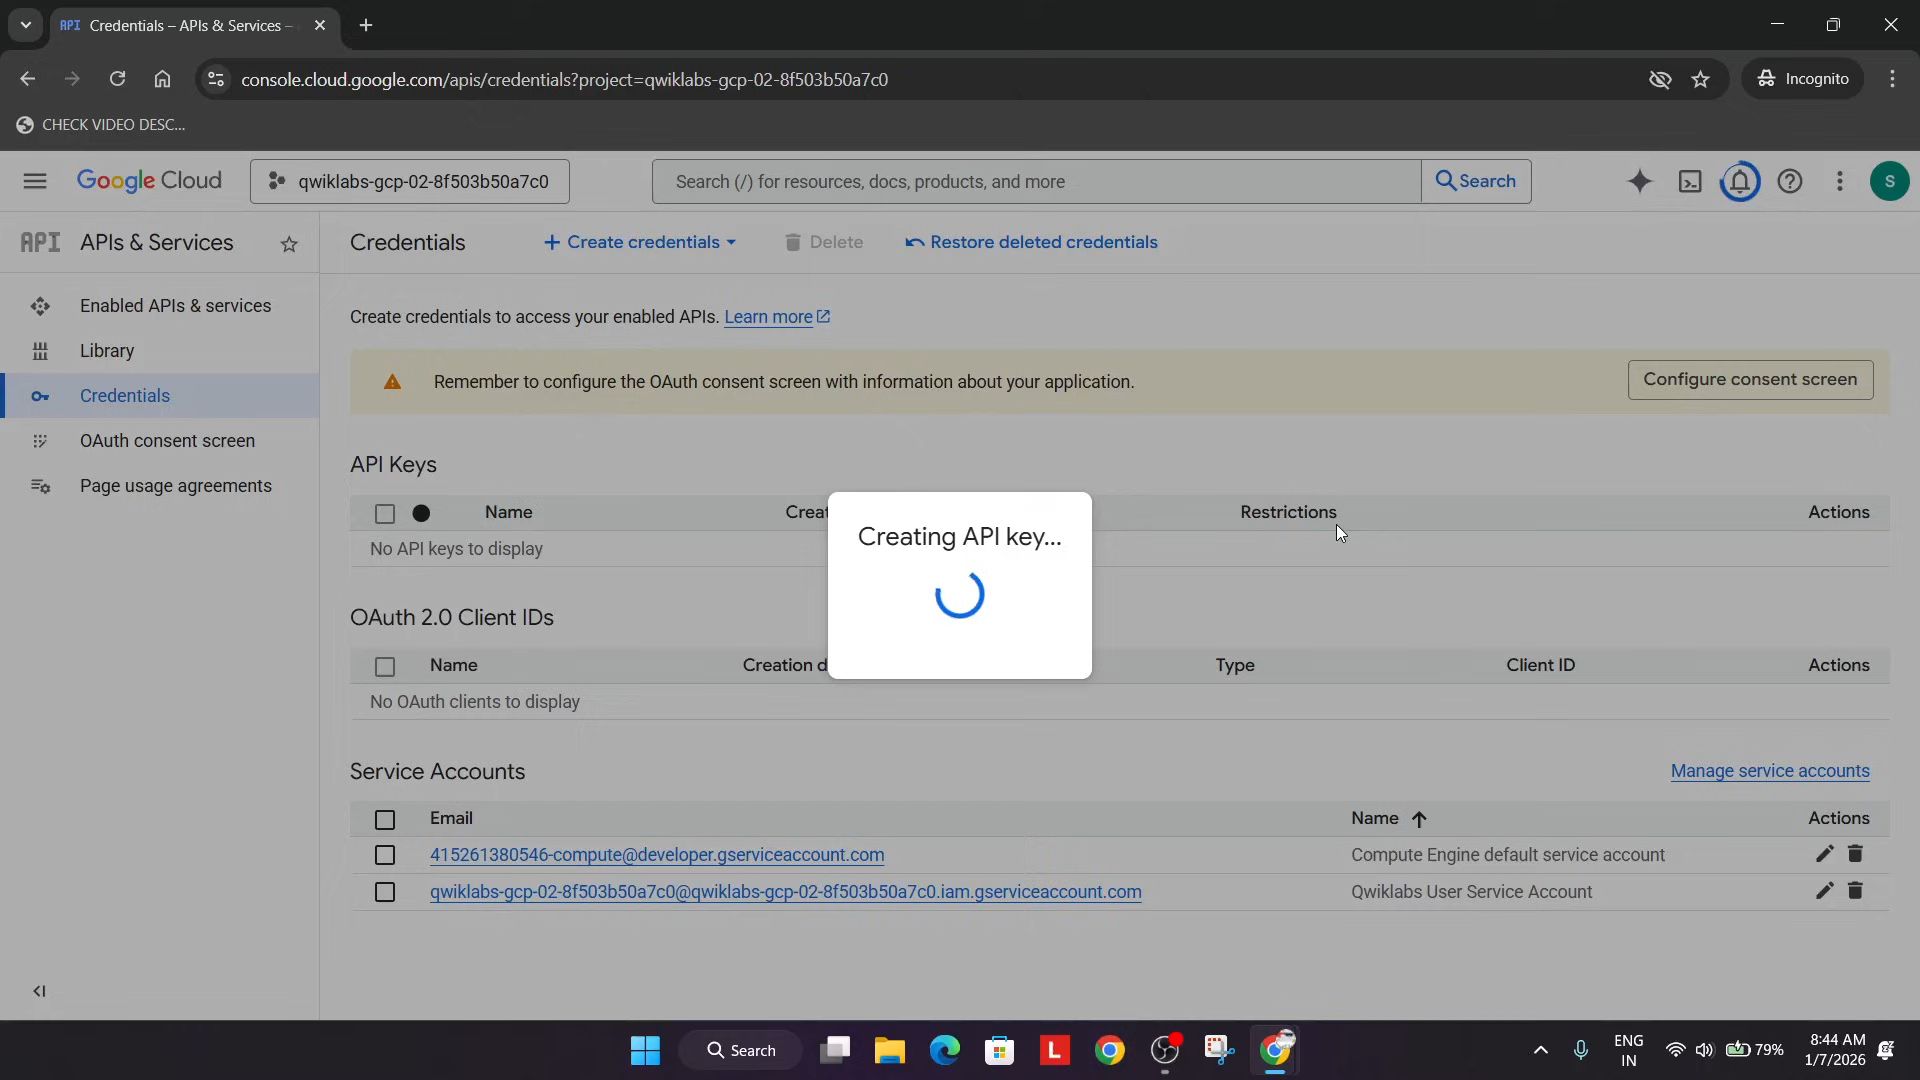 API Credentials – APIs & Services –
console.cloud.google.com/apis/credentials?project=qwiklabs-gcp-02-8f503b50a7c0
Incognito
CHECK VIDEO DESC...
Google Cloud
qwiklabs-gcp-02-8f503b50a7c0
Search (/) for resources, docs, products, and more
Search
S
API APIs & Services
Credentials
Create credentials
Delete
Restore deleted credentials
Enabled APIs & services
Library
Credentials
OAuth consent screen
Page usage agreements
Create credentials to access your enabled APIs. Learn more
Remember to configure the OAuth consent screen with information about your application.
Configure consent screen
API Keys
Name Creat Restrictions Actions
No API keys to display
Creating API key...
OAuth 2.0 Client IDs
Name Creation d Type Client ID Actions
No OAuth clients to display
Service Accounts
Manage service accounts
Email Name Actions
415261380546-compute@developer.gserviceaccount.com Compute Engine default service account
qwiklabs-gcp-02-8f503b50a7c0@qwiklabs-gcp-02-8f503b50a7c0.iam.gserviceaccount.com Qwiklabs User Service Account
Search
L
ENG
IN
79%
8:44 AM
1/7/2026